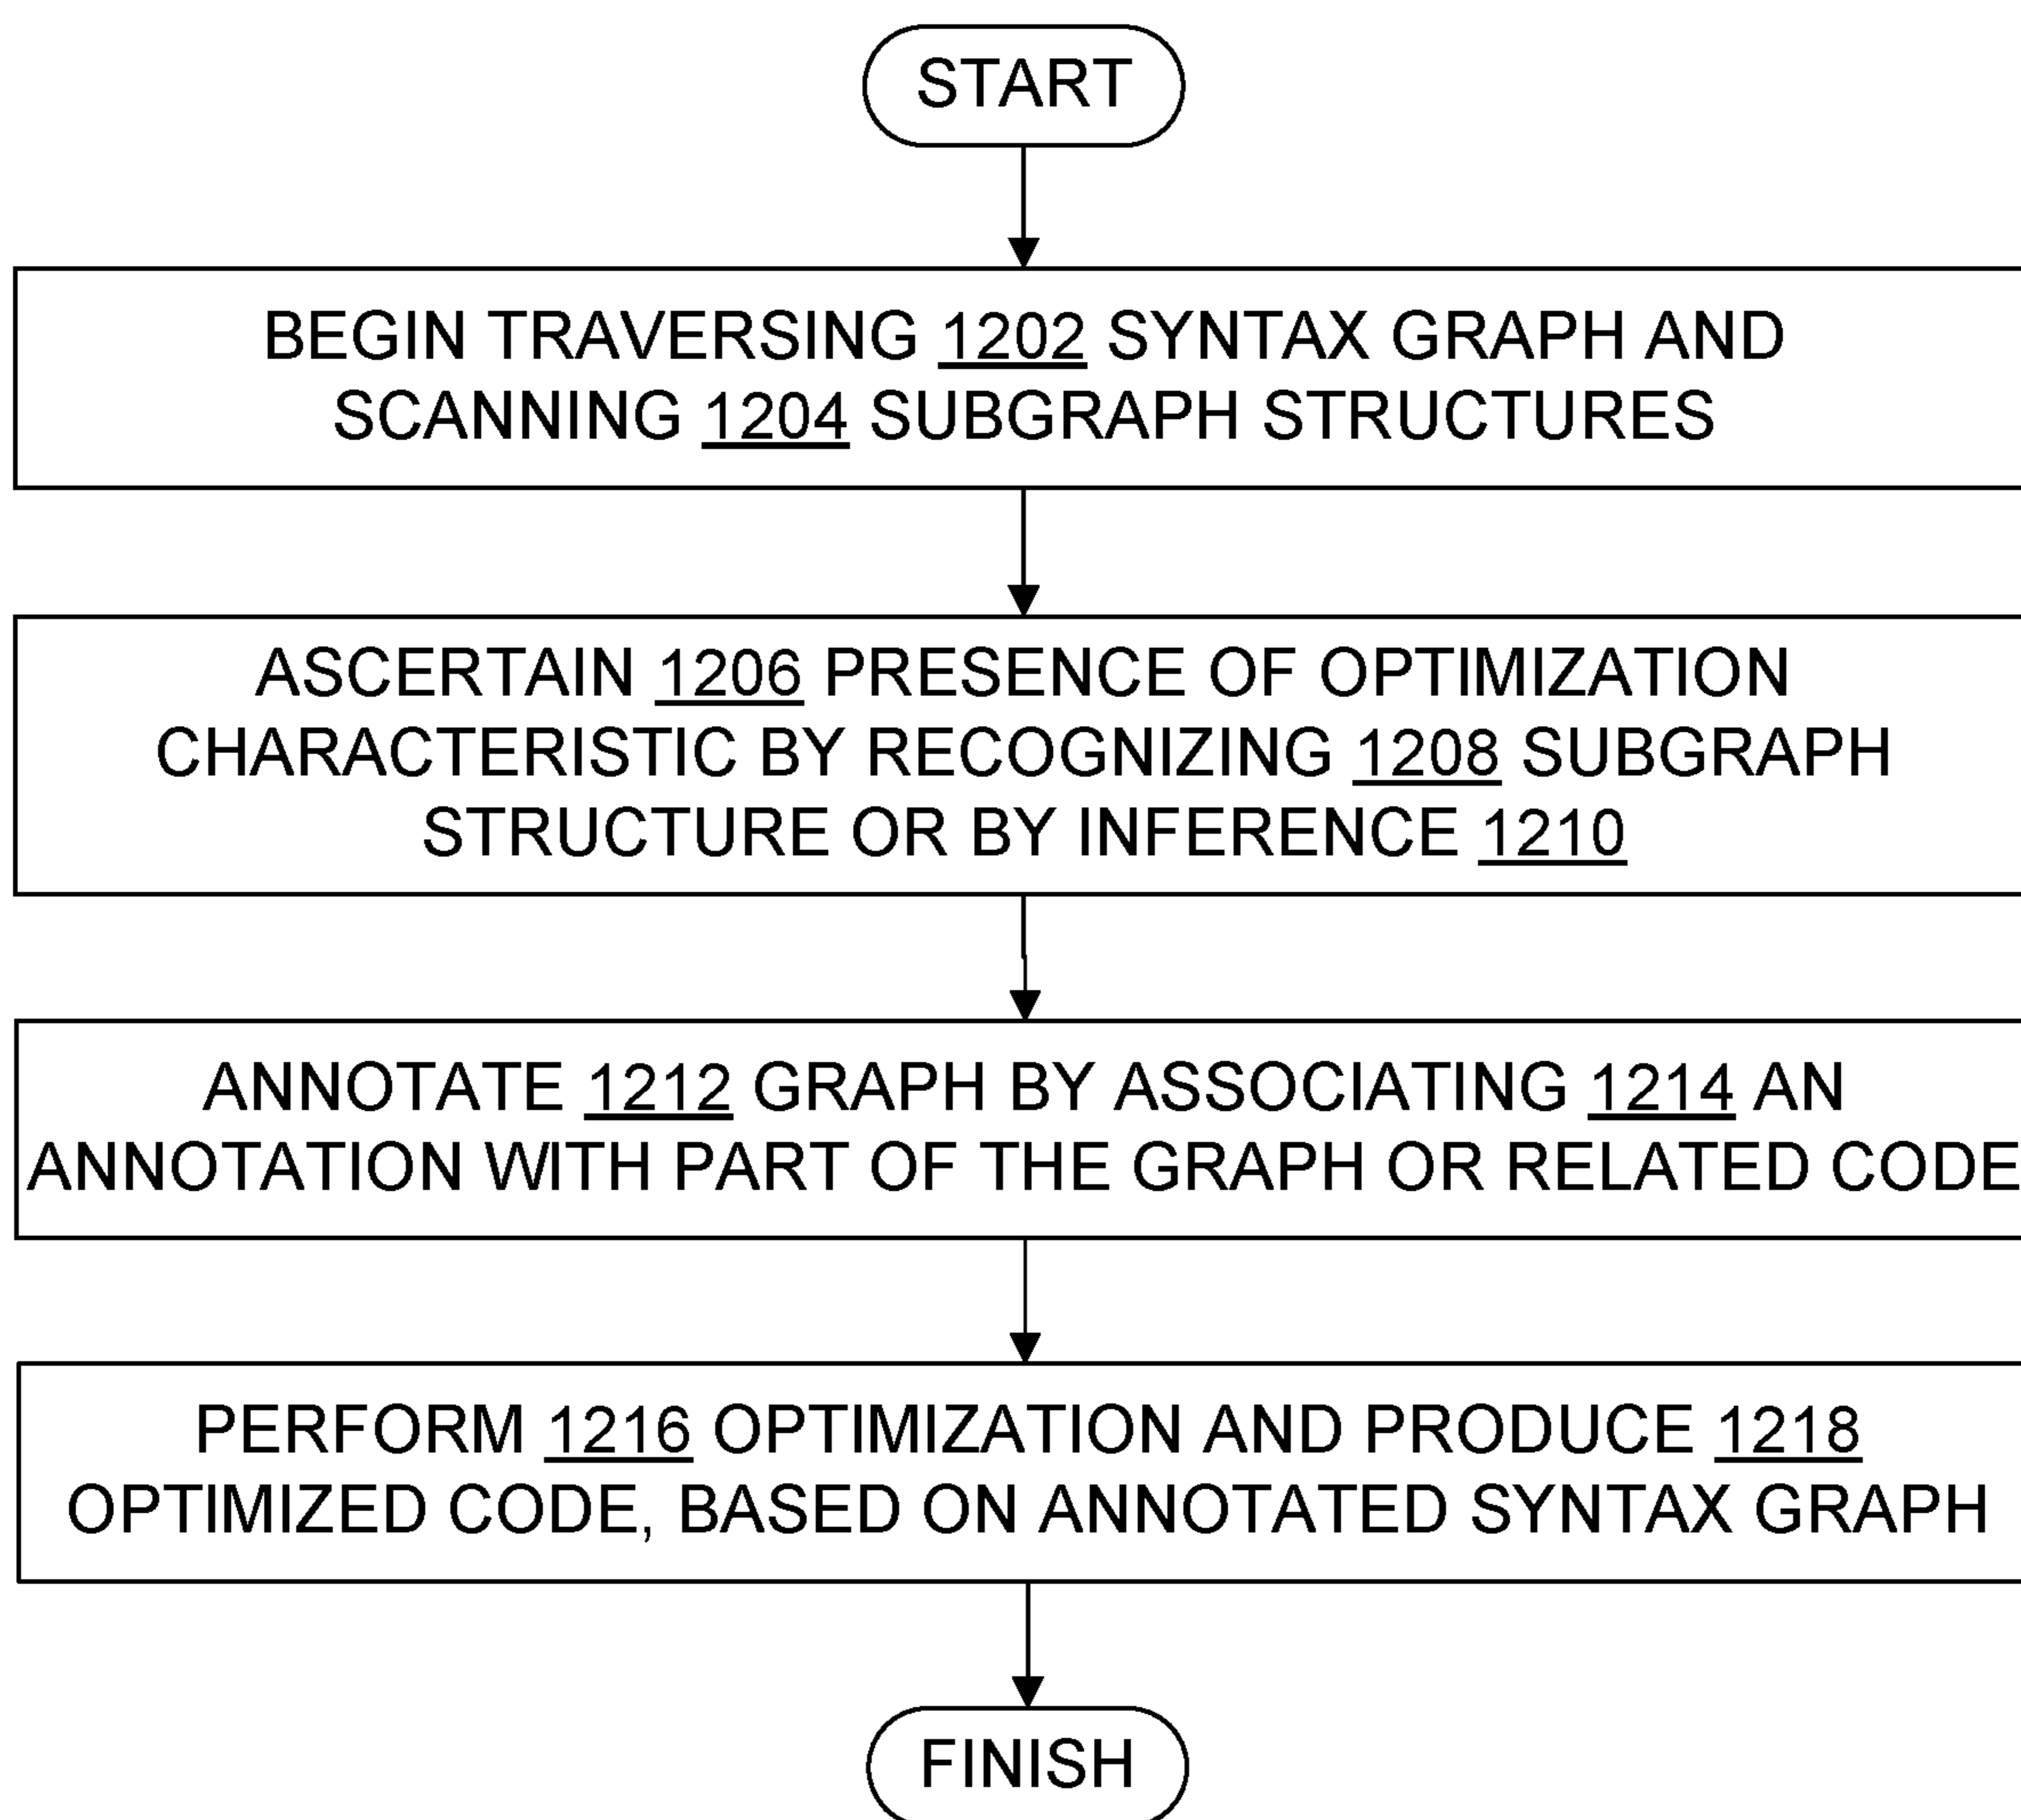 START
BEGIN TRAVERSING 1202 SYNTAX GRAPH AND
SCANNING 1204 SUBGRAPH STRUCTURES
ASCERTAIN 1206 PRESENCE OF OPTIMIZATION
CHARACTERISTIC BY RECOGNIZING 1208 SUBGRAPH
STRUCTURE OR BY INFERENCE 1210
ANNOTATE 1212 GRAPH BY ASSOCIATING 1214 AN
ANNOTATION WITH PART OF THE GRAPH OR RELATED CODE
PERFORM 1216 OPTIMIZATION AND PRODUCE 1218
OPTIMIZED CODE, BASED ON ANNOTATED SYNTAX GRAPH
FINISH